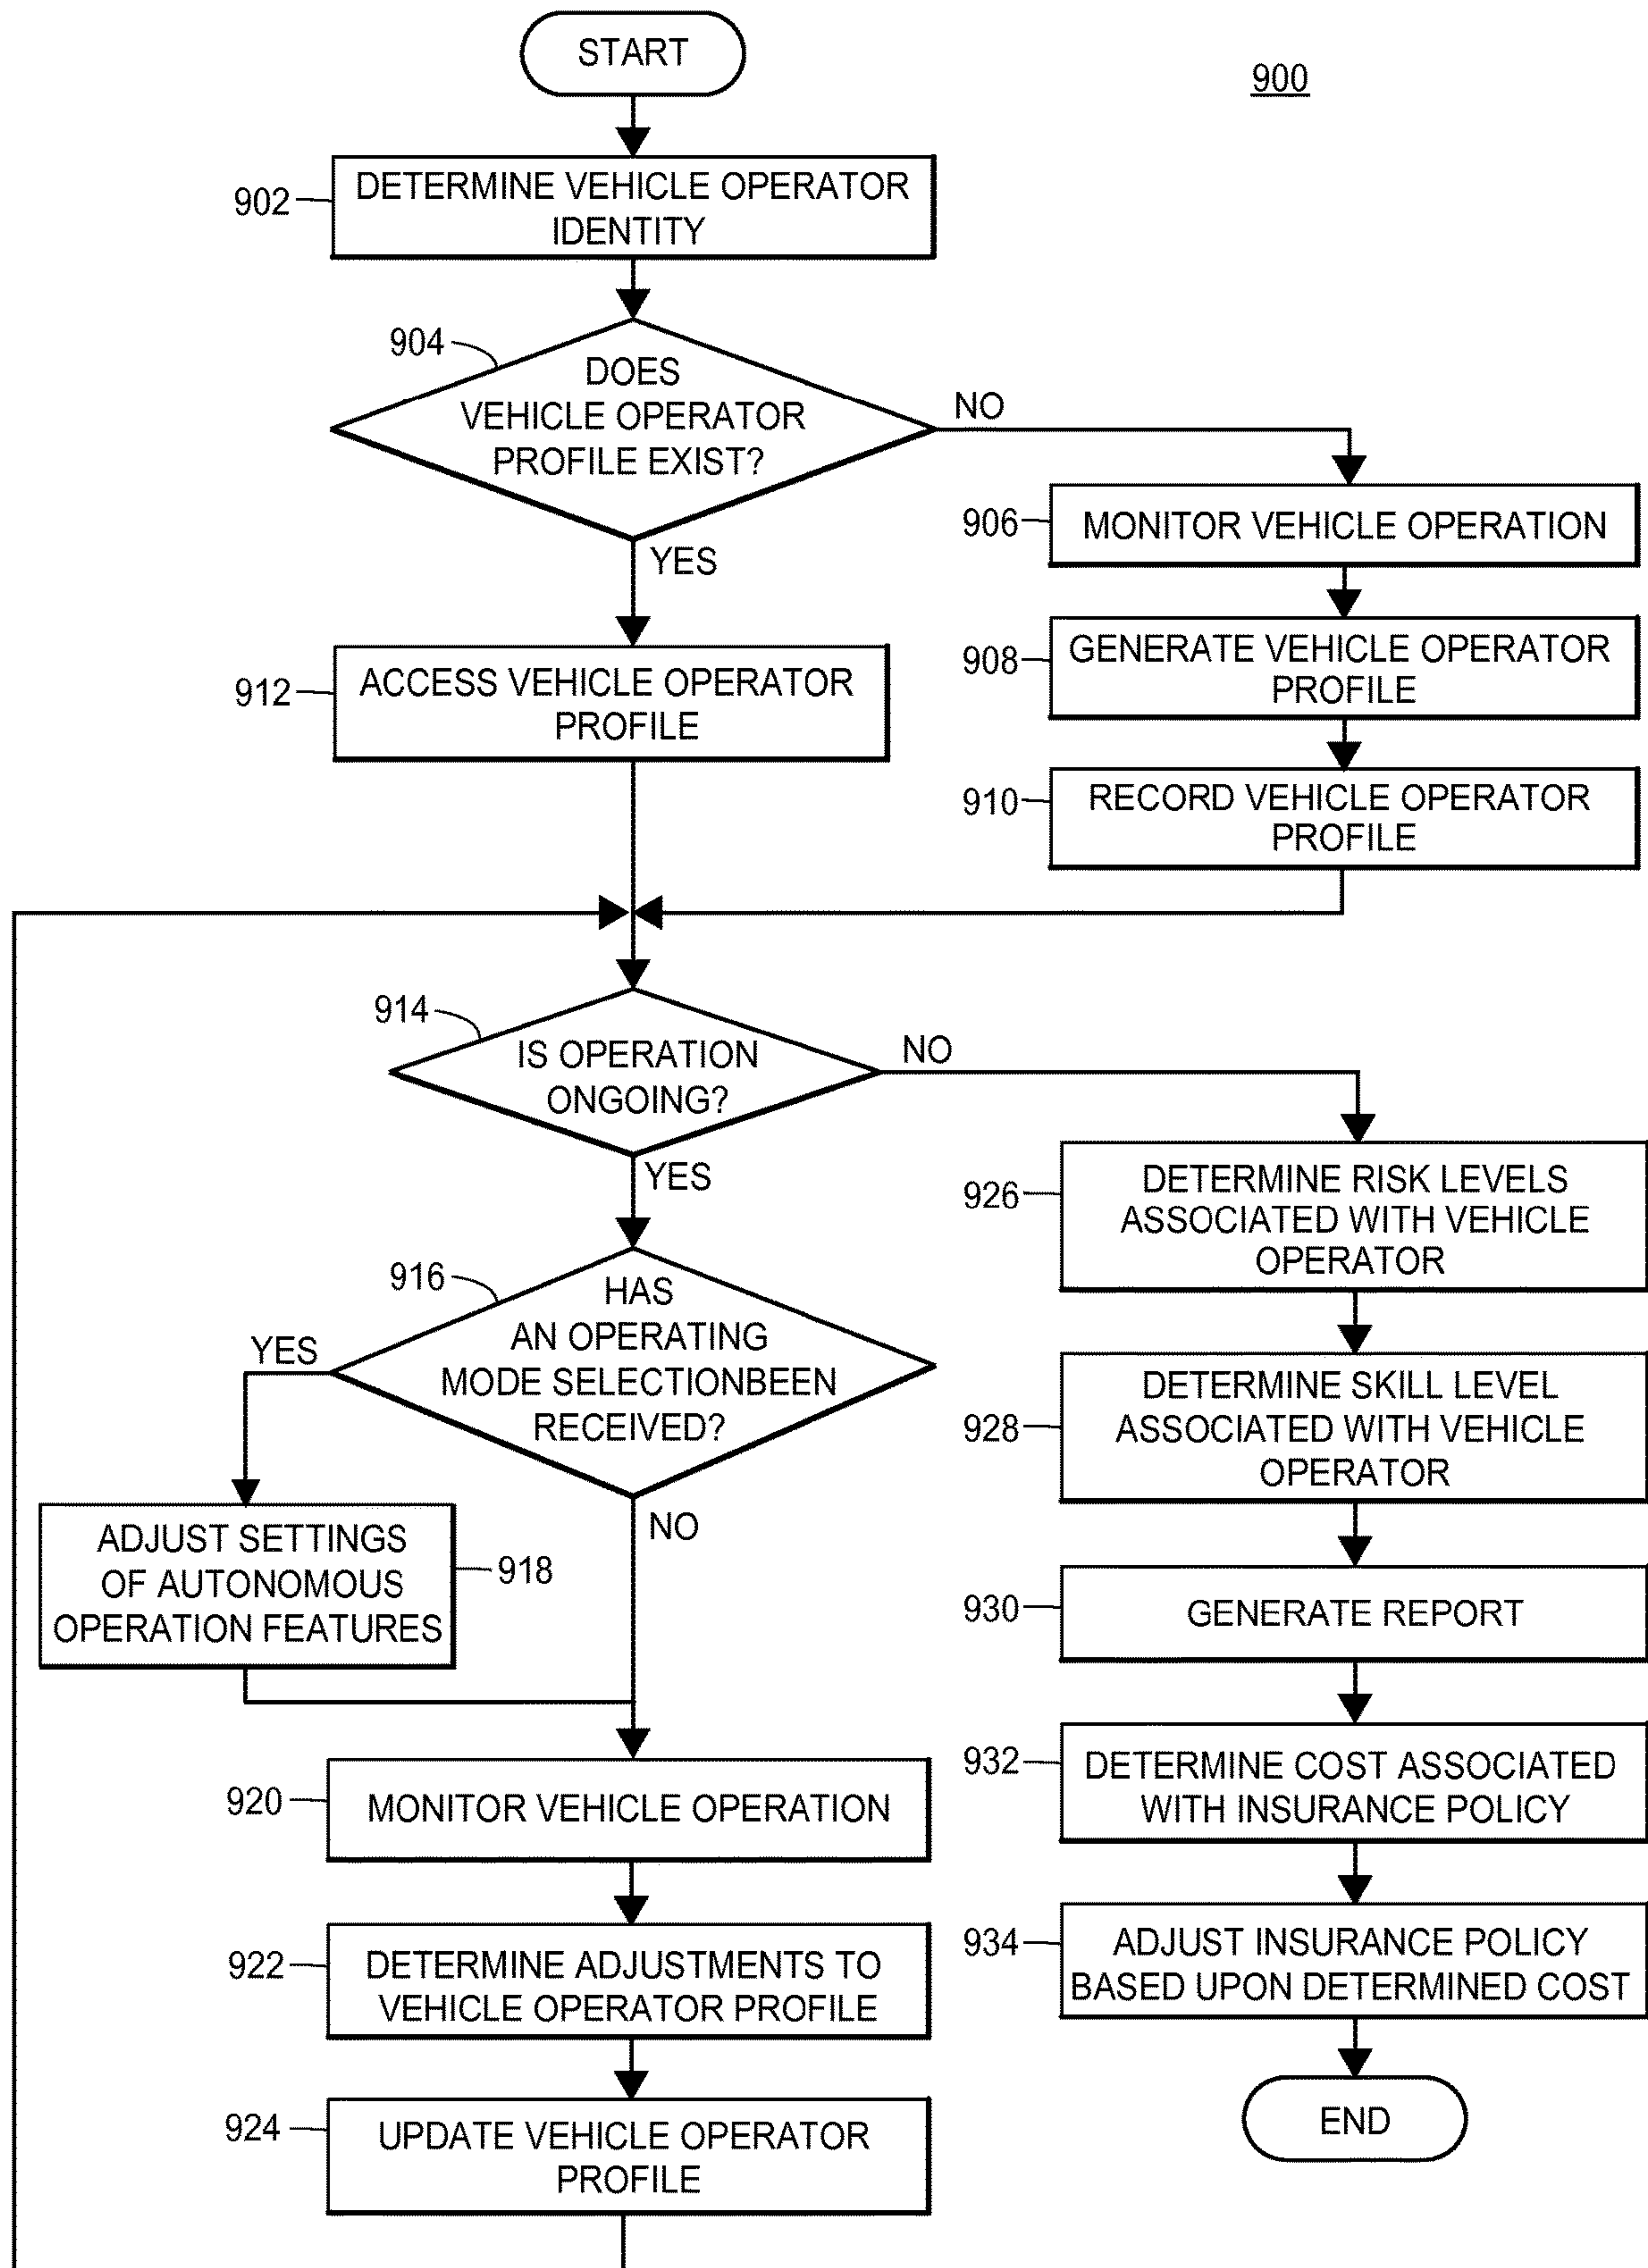 START
900
902
DETERMINE VEHICLE OPERATOR
IDENTITY
904
DOES
VEHICLE OPERATOR
PROFILE EXIST?
NO
YES
906
MONITOR VEHICLE OPERATION
908
GENERATE VEHICLE OPERATOR
PROFILE
910
RECORD VEHICLE OPERATOR
PROFILE
912
ACCESS VEHICLE OPERATOR
PROFILE
914
IS OPERATION
ONGOING?
NO
YES
916
HAS
AN OPERATING
MODE SELECTIONBEEN
RECEIVED?
YES
NO
ADJUST SETTINGS
OF AUTONOMOUS
OPERATION FEATURES
918
920
MONITOR VEHICLE OPERATION
922
DETERMINE ADJUSTMENTS TO
VEHICLE OPERATOR PROFILE
924
UPDATE VEHICLE OPERATOR
PROFILE
926
DETERMINE RISK LEVELS
ASSOCIATED WITH VEHICLE
OPERATOR
928
DETERMINE SKILL LEVEL
ASSOCIATED WITH VEHICLE
OPERATOR
930
GENERATE REPORT
932
DETERMINE COST ASSOCIATED
WITH INSURANCE POLICY
934
ADJUST INSURANCE POLICY
BASED UPON DETERMINED COST
END